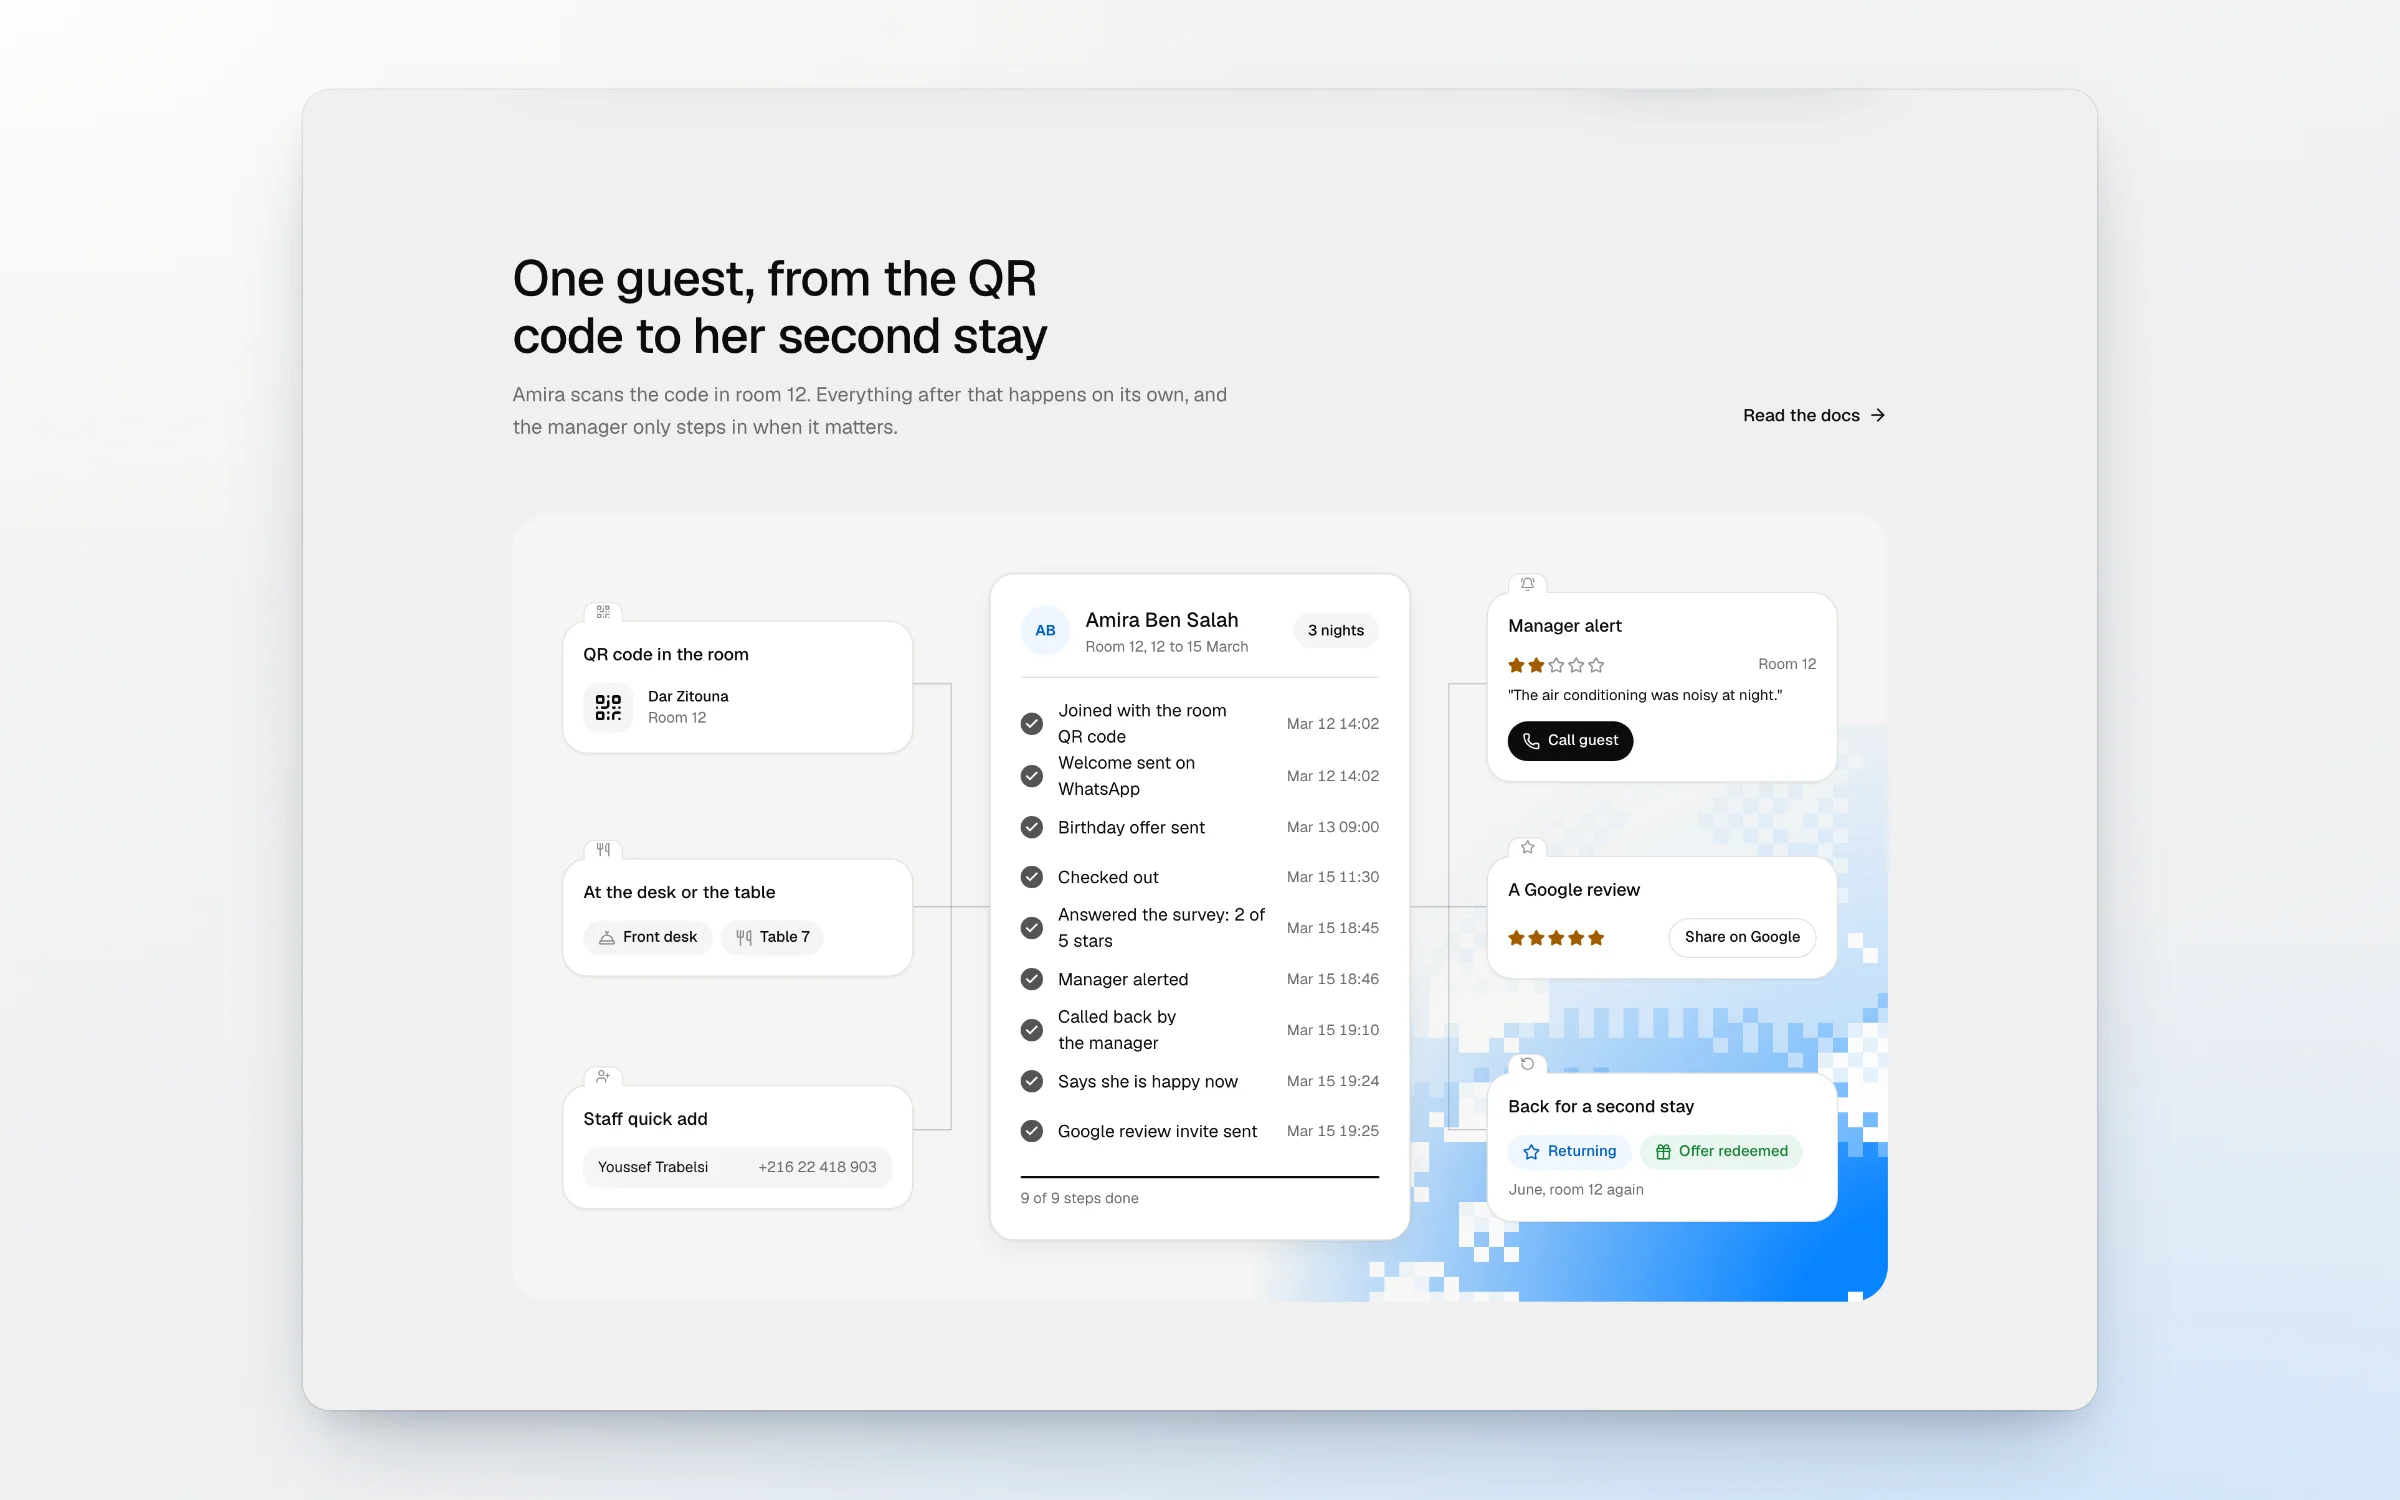 One guest, from the QR
code to her second stay
Amira scans the code in room 12. Everything after that happens on its own, and
the manager only steps in when it matters.
Read the docs
QR code in the room
Dar Zitouna
Room 12
At the desk or the table
Front desk
Table 7
Staff quick add
Youssef Trabelsi
+216 22 418 903
AB
Amira Ben Salah
Room 12, 12 to 15 March
3 nights
Joined with the room
QR code
Mar 12 14:02
Welcome sent on
WhatsApp
Mar 12 14:02
Birthday offer sent
Mar 13 09:00
Checked out
Mar 15 11:30
Answered the survey: 2 of
5 stars
Mar 15 18:45
Manager alerted
Mar 15 18:46
Called back by
the manager
Mar 15 19:10
Says she is happy now
Mar 15 19:24
Google review invite sent
Mar 15 19:25
9 of 9 steps done
Manager alert
Room 12
"The air conditioning was noisy at night."
Call guest
A Google review
Share on Google
Back for a second stay
Returning
Offer redeemed
June, room 12 again